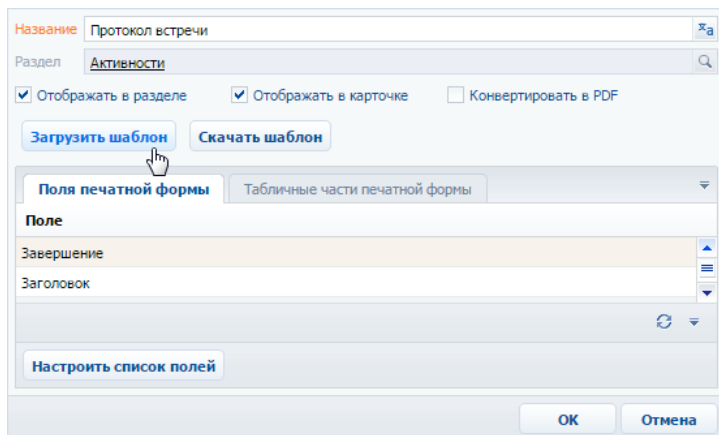 Название Протокол встречи xa
Раздел Активности
Отображать в разделе Отображать в карточке Конвертировать в PDF
Загрузить шаблон Скачать шаблон
Поля печатной формы Табличные части печатной формы
Поле
Завершение
Заголовок
Настроить список полей
ОК Отмена